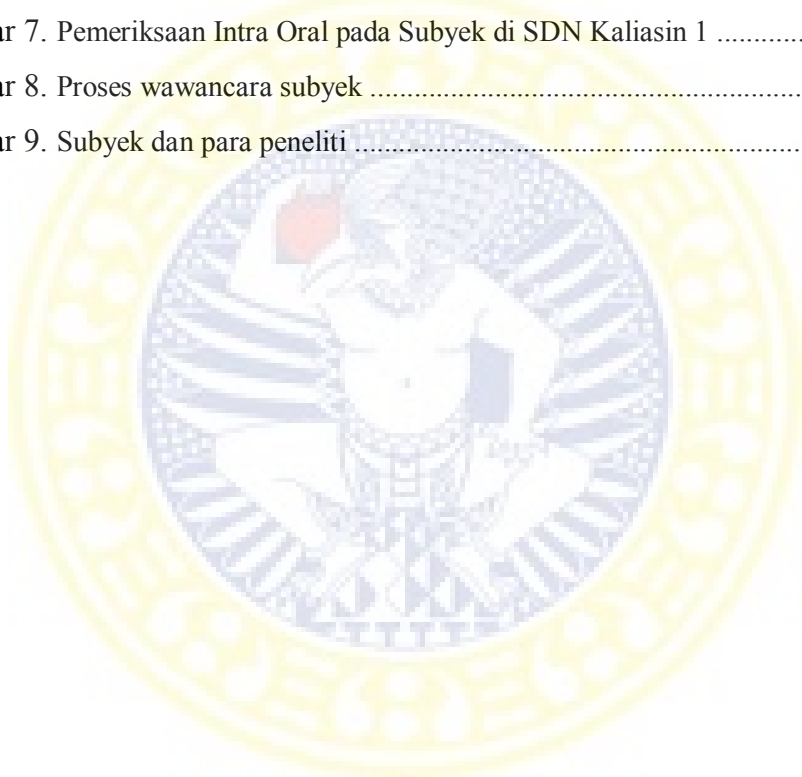 ar 7. Pemeriksaan Intra Oral pada Subyek di SDN Kaliasin 1 ............
ar 8. Proses wawancara subyek ............................................................
ar 9. Subyek dan para peneliti ..............................................................